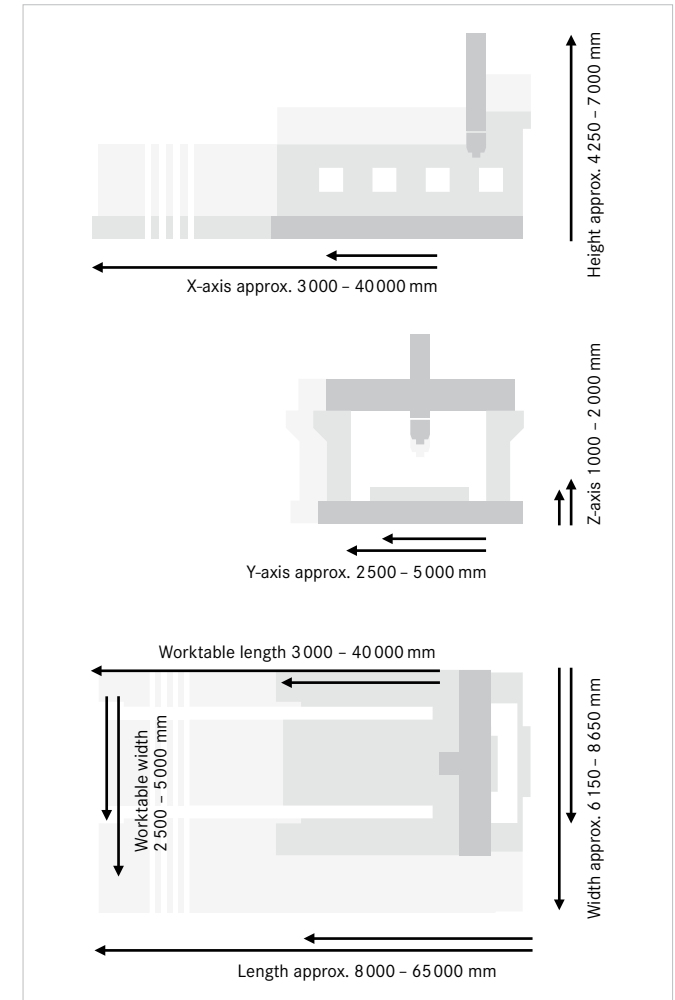 Height approx. 4 250 – 7 000 mm
X-axis approx. 3 000 – 40 000 mm
Z-axis 1 000 – 2 000 mm
Y-axis approx. 2 500 – 5 000 mm
Worktable length 3 000 – 40 000 mm
Worktable width
2 500 – 5 000 mm
Width approx. 6 150 – 8 650 mm
Length approx. 8 000 – 65 000 mm